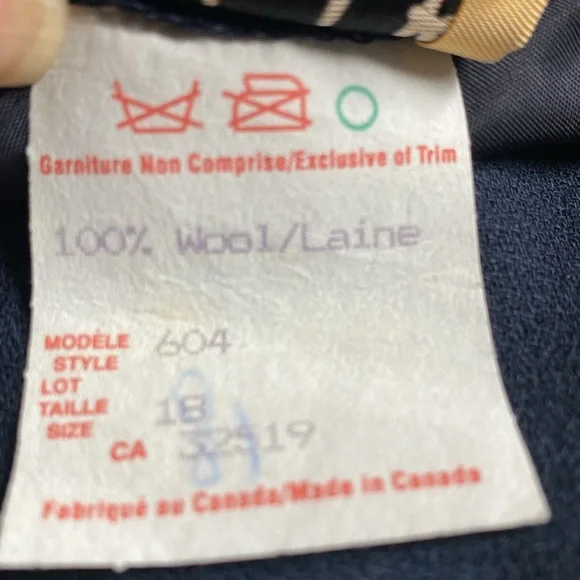 Garniture Non Comprise/Exclusive of Trim
100% Wool/Laine
MODÈLE 604
STYLE
LOT
TAILLE 18
SIZE
CA 32519
Fabriqué au Canada/Made in Canada